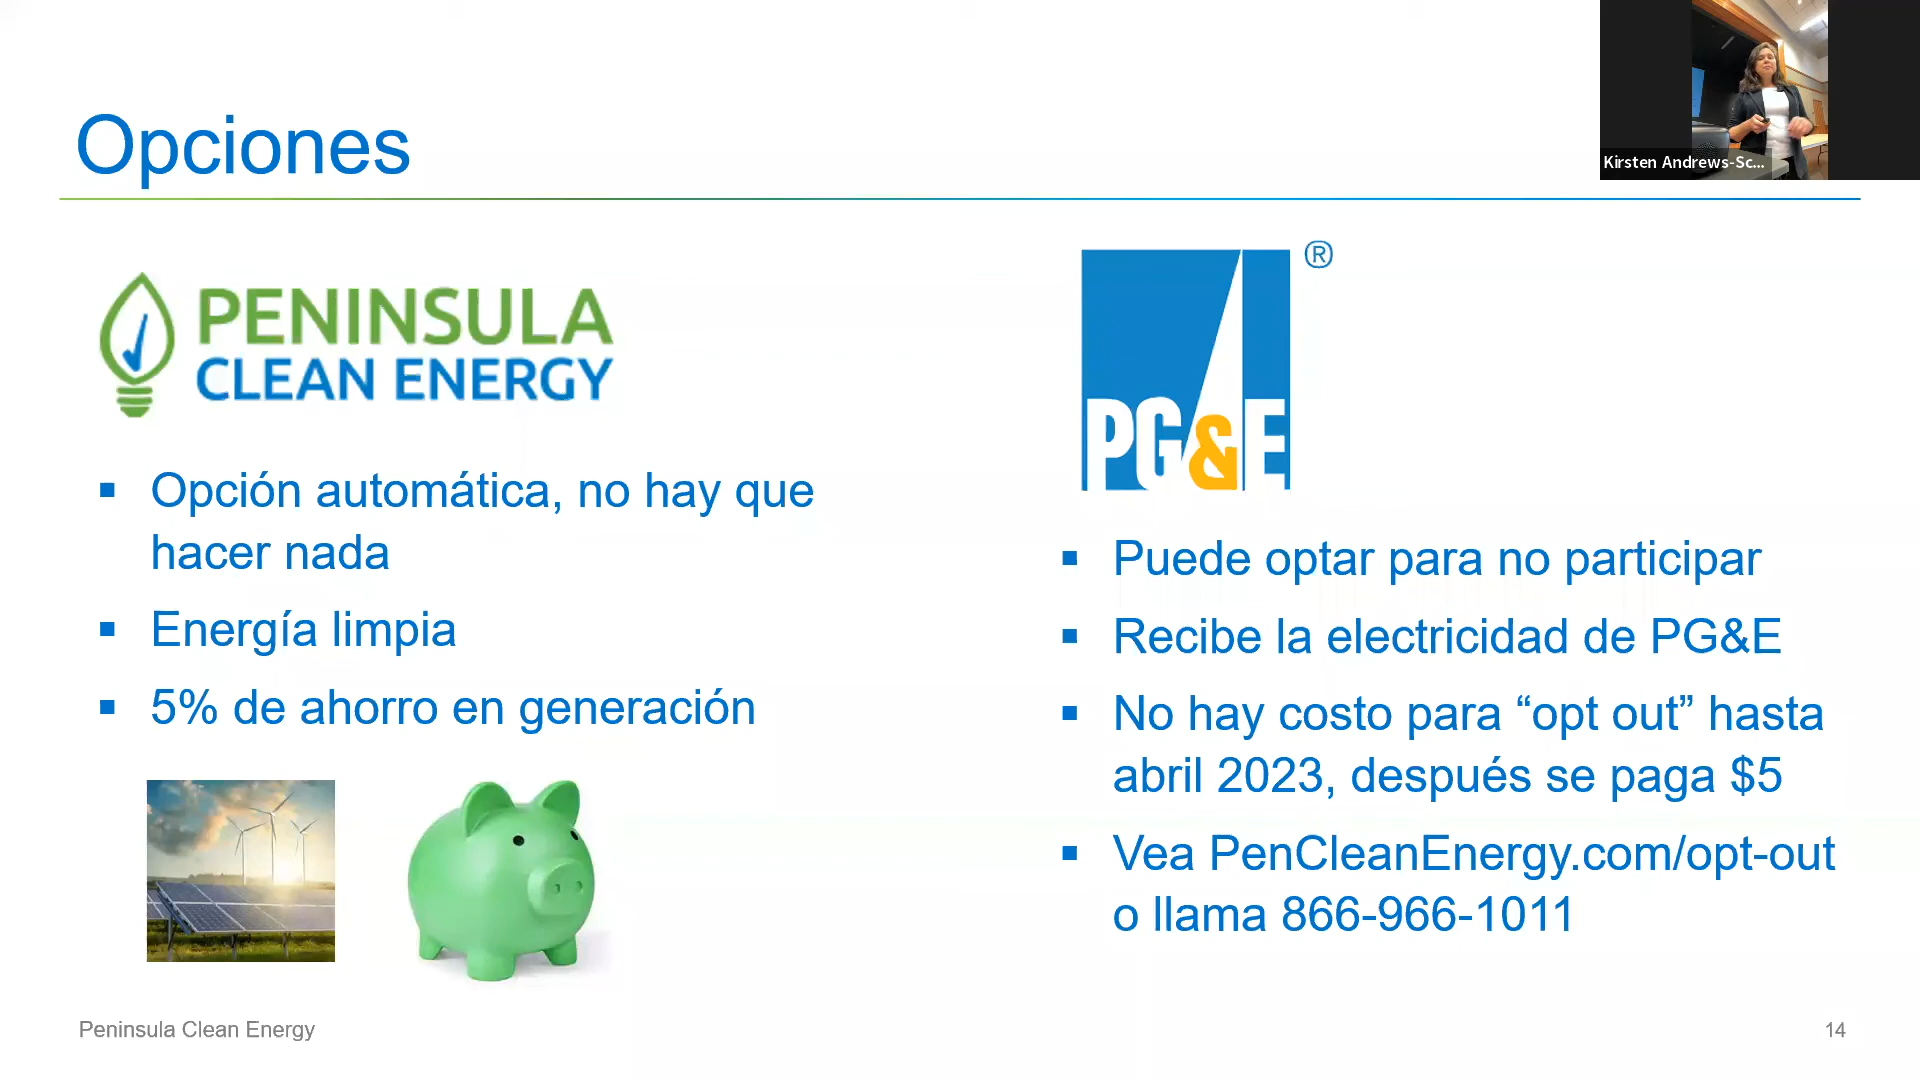 Opciones
Kirsten Andrews-Sc...
PENINSULA
CLEAN ENERGY
▪ Opción automática, no hay que
hacer nada
▪ Energía limpia
▪ 5% de ahorro en generación
®
PG&E
▪ Puede optar para no participar
▪ Recibe la electricidad de PG&E
▪ No hay costo para “opt out” hasta
abril 2023, después se paga $5
▪ Vea PenCleanEnergy.com/opt-out
o llama 866-966-1011
Peninsula Clean Energy
14